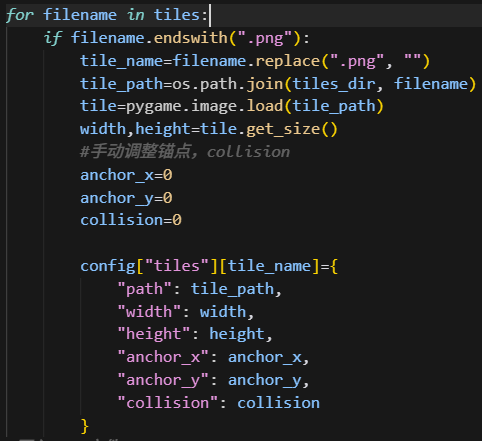 for filename in tiles:
if filename.endswith(".png"):
tile_name=filename.replace(".png", "")
tile_path=os.path.join(tiles_dir, filename)
tile=pygame.image.load(tile_path)
width,height=tile.get_size()
#手动调整锚点，collision
anchor_x=0
anchor_y=0
collision=0
config["tiles"][tile_name]={
"path": tile_path,
"width": width,
"height": height,
"anchor_x": anchor_x,
"anchor_y": anchor_y,
"collision": collision
}